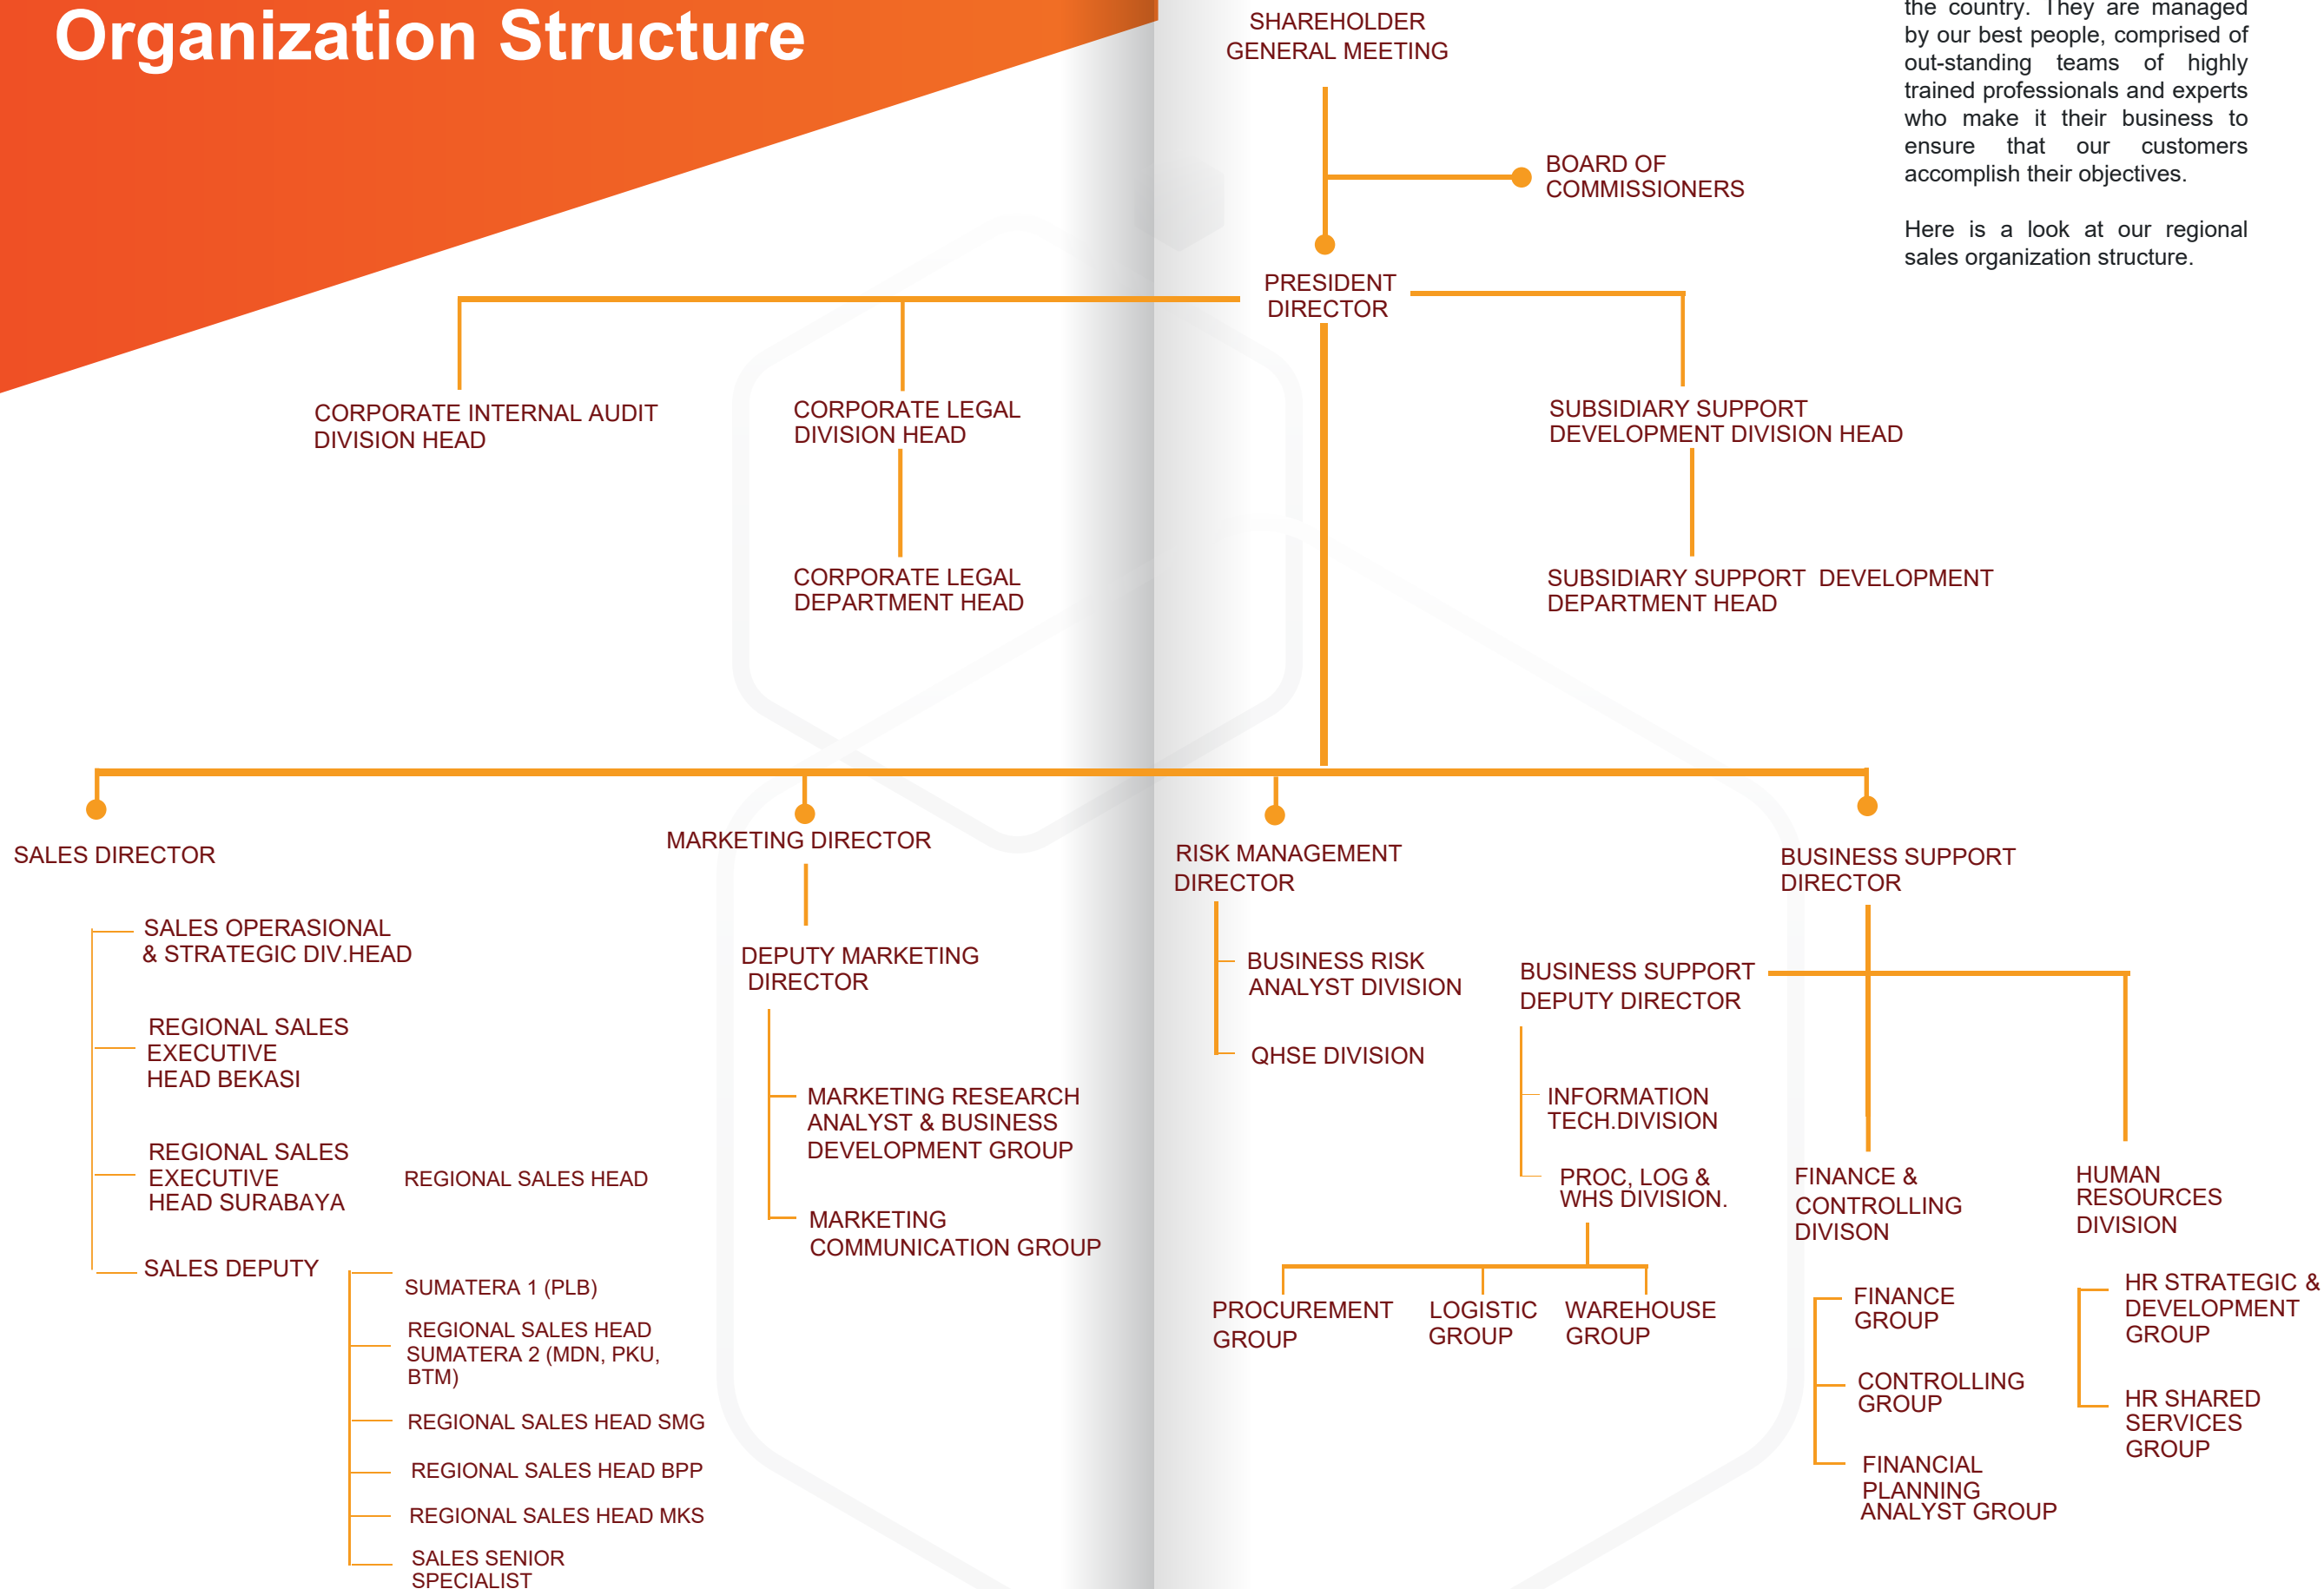 Organization Structure
SHAREHOLDER
GENERAL MEETING
the country. They are managed
by our best people, comprised of
out-standing teams of highly
trained professionals and experts
who make it their business to
ensure that our customers
accomplish their objectives.
Here is a look at our regional
sales organization structure.
BOARD OF
COMMISSIONERS
PRESIDENT
DIRECTOR
CORPORATE INTERNAL AUDIT
DIVISION HEAD
CORPORATE LEGAL
DIVISION HEAD
SUBSIDIARY SUPPORT
DEVELOPMENT DIVISION HEAD
CORPORATE LEGAL
DEPARTMENT HEAD
SUBSIDIARY SUPPORT DEVELOPMENT
DEPARTMENT HEAD
SALES DIRECTOR
SALES OPERASIONAL
& STRATEGIC DIV.HEAD
REGIONAL SALES
EXECUTIVE
HEAD BEKASI
REGIONAL SALES
EXECUTIVE
HEAD SURABAYA
SALES DEPUTY
REGIONAL SALES HEAD
SUMATERA 1 (PLB)
REGIONAL SALES HEAD
SUMATERA 2 (MDN, PKU,
BTM)
REGIONAL SALES HEAD SMG
REGIONAL SALES HEAD BPP
REGIONAL SALES HEAD MKS
SALES SENIOR
SPECIALIST
MARKETING DIRECTOR
DEPUTY MARKETING
DIRECTOR
MARKETING RESEARCH
ANALYST & BUSINESS
DEVELOPMENT GROUP
MARKETING
COMMUNICATION GROUP
RISK MANAGEMENT
DIRECTOR
BUSINESS RISK
ANALYST DIVISION
QHSE DIVISION
BUSINESS SUPPORT
DIRECTOR
BUSINESS SUPPORT
DEPUTY DIRECTOR
INFORMATION
TECH.DIVISION
PROC, LOG &
WHS DIVISION.
PROCUREMENT
GROUP
LOGISTIC
GROUP
WAREHOUSE
GROUP
FINANCE &
CONTROLLING
DIVISON
FINANCE
GROUP
CONTROLLING
GROUP
FINANCIAL
PLANNING
ANALYST GROUP
HUMAN
RESOURCES
DIVISION
HR STRATEGIC &
DEVELOPMENT
GROUP
HR SHARED
SERVICES
GROUP